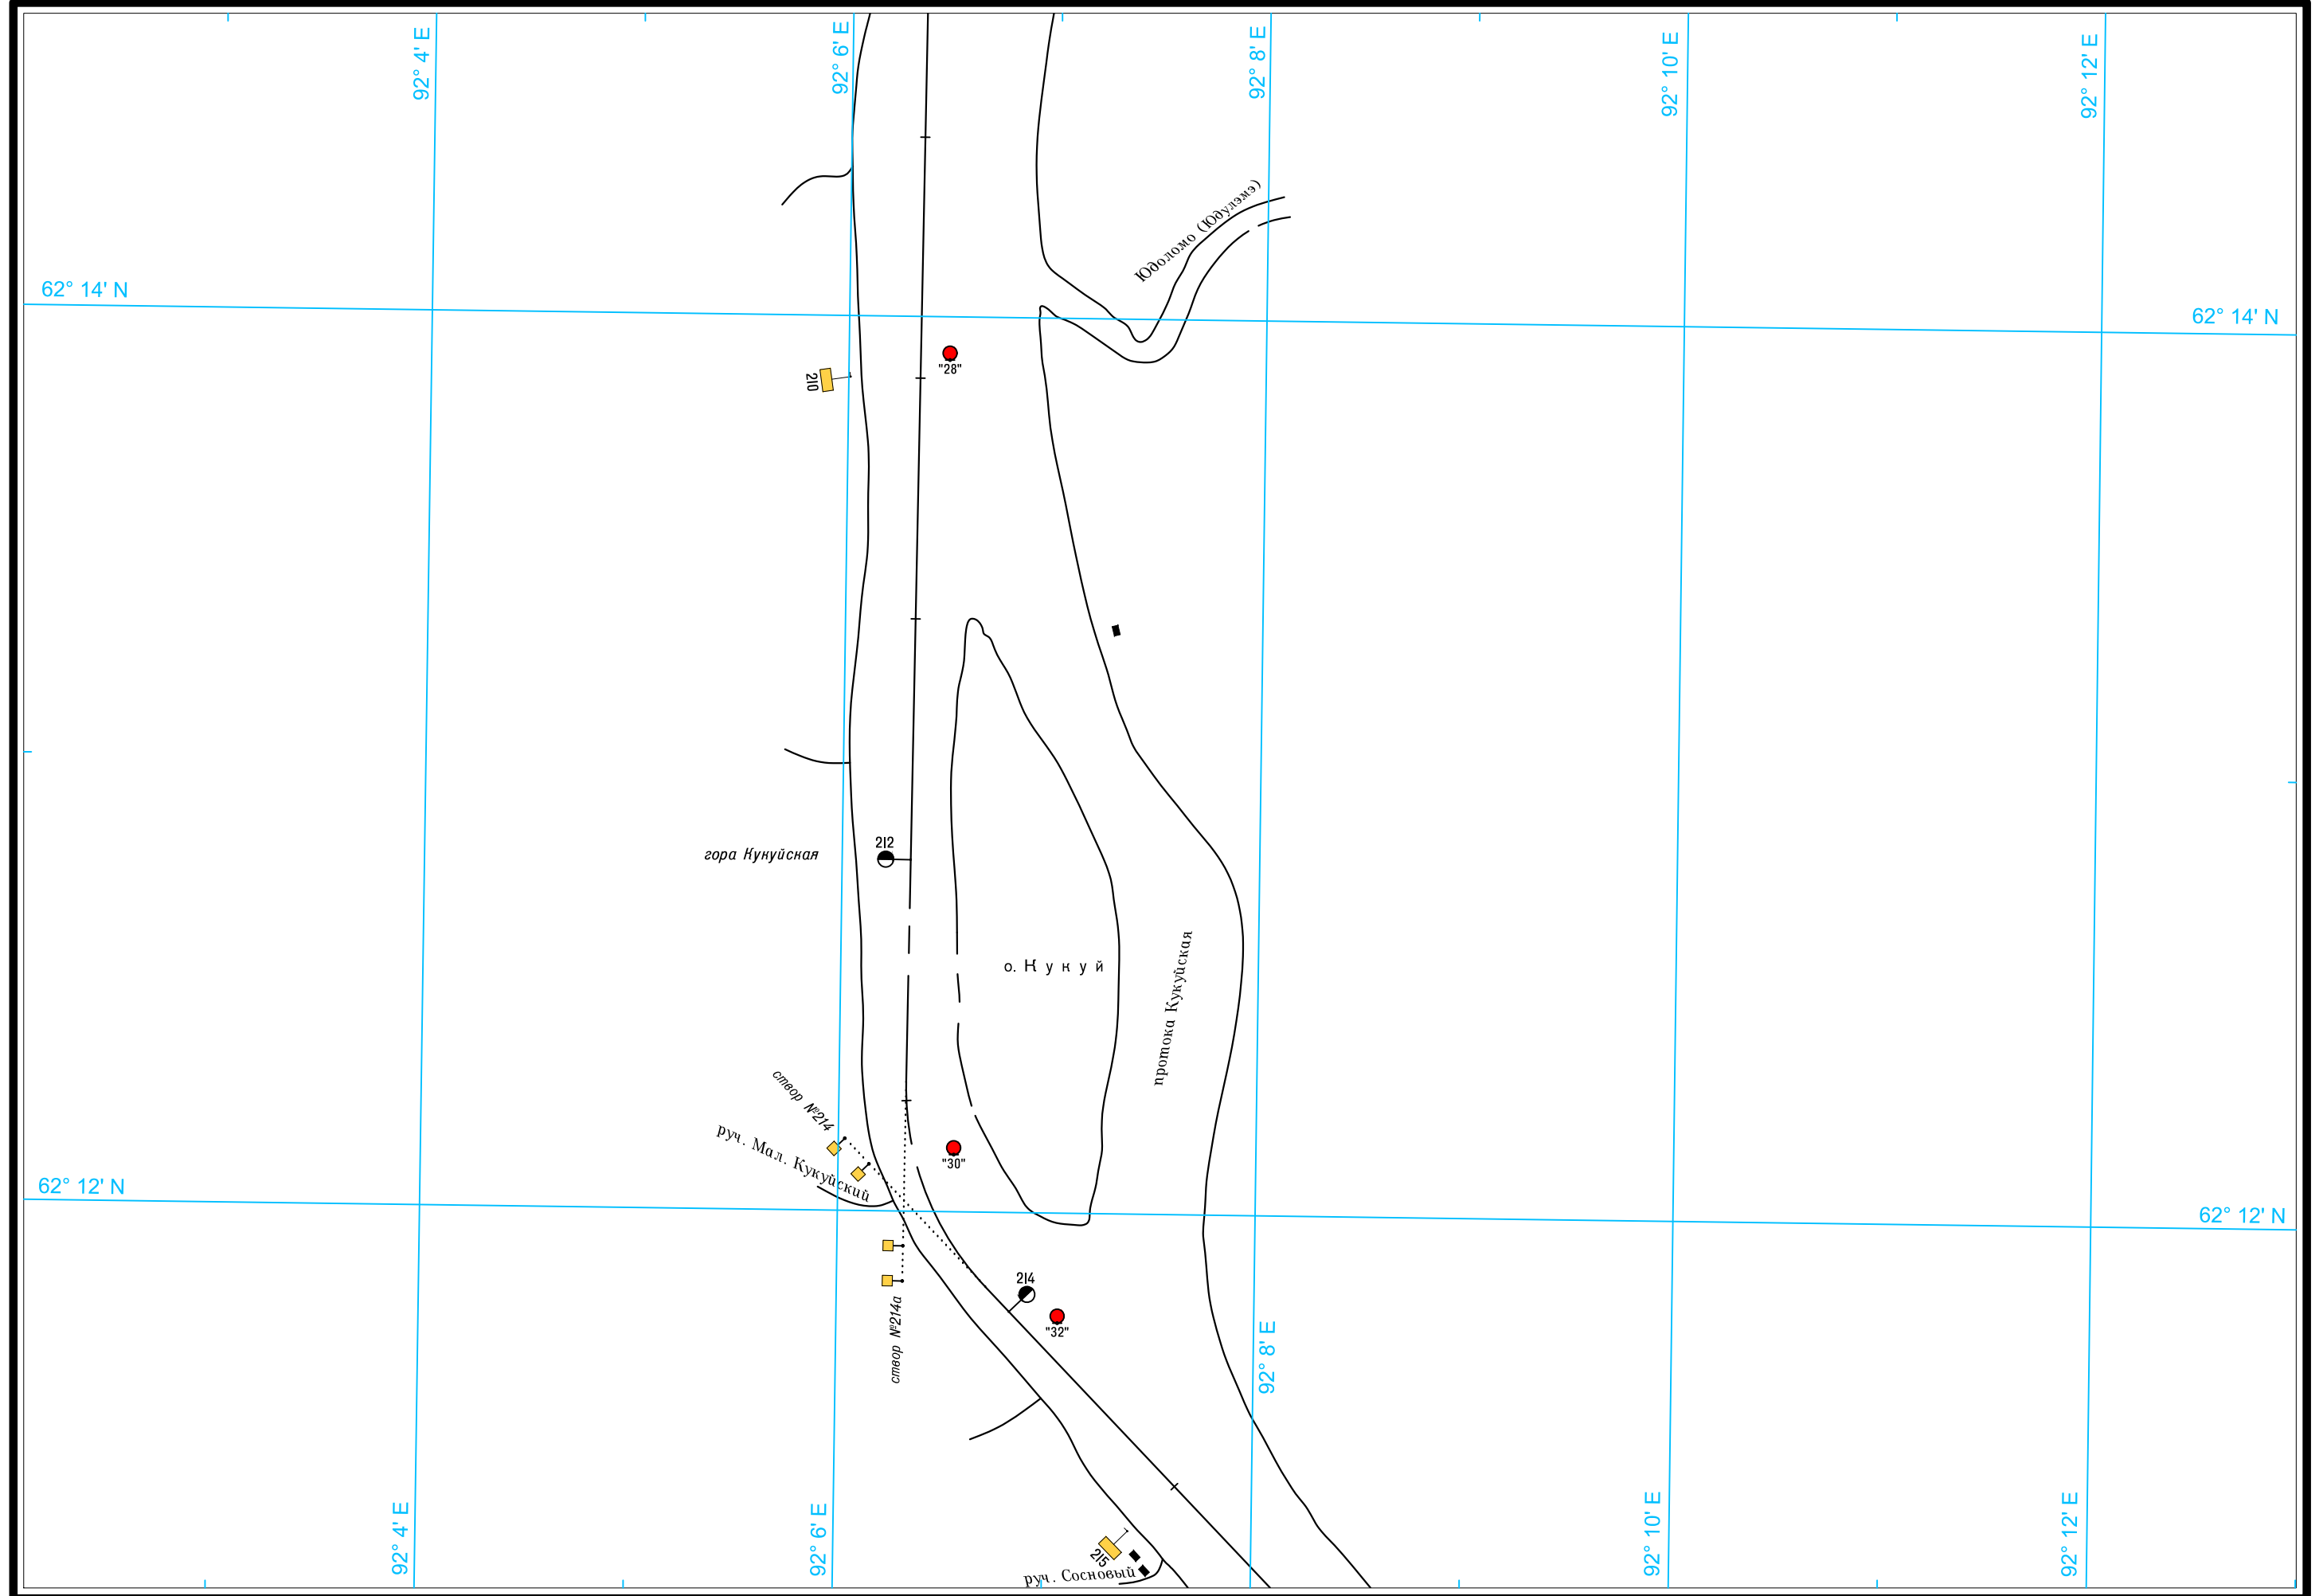 92° 4' E
92° 6' E
92° 8' E
92° 10' E
92° 12' E
Юдоломо (Юдулэмэ)
62° 14' N
62° 14' N
"28"
210
212
гора Кукуйская
о. Кукуй
протока Кукуйская
створ №214
руч. Мал. Кукуйский
"30"
62° 12' N
62° 12' N
214
"32"
створ №214а
92° 8' E
92° 4' E
92° 6' E
92° 10' E
92° 12' E
215
руч. Сосновый